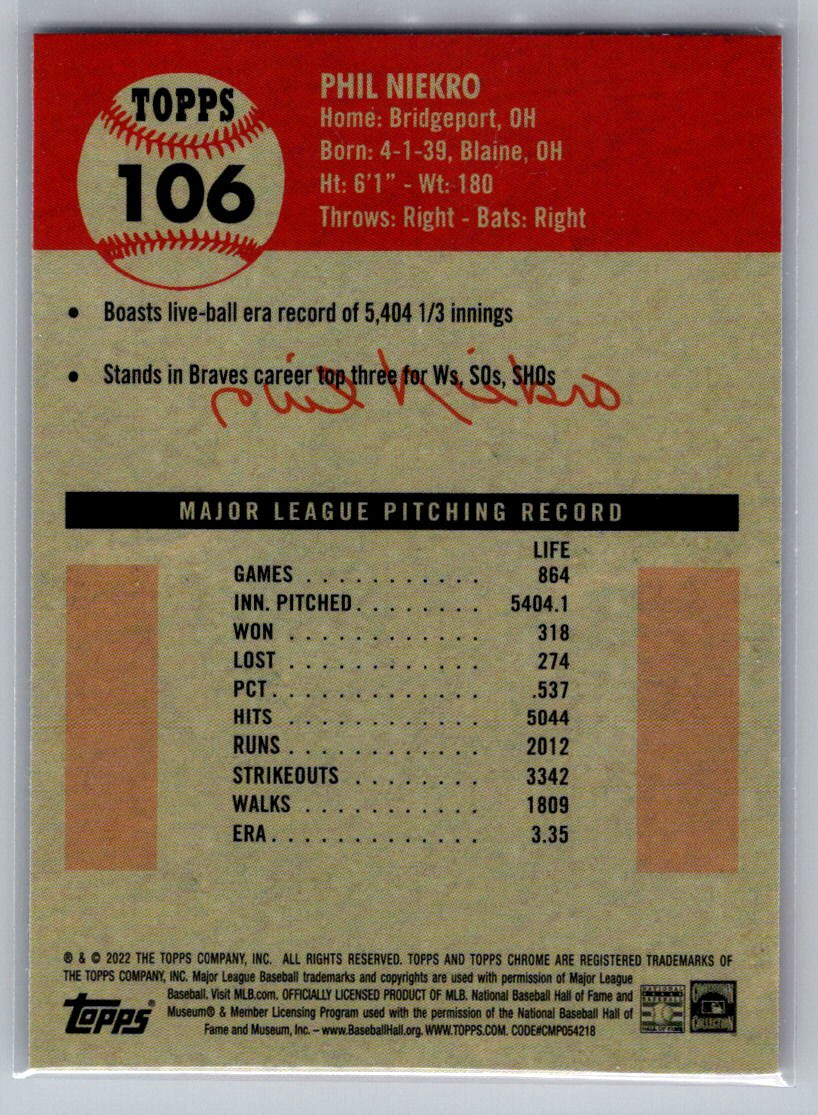 TOPPS
106
PHIL NIEKRO
Home: Bridgeport, OH
Born: 4-1-39, Blaine, OH
Ht: 6'1" - Wt: 180
Throws: Right - Bats: Right
• Boasts live-ball era record of 5,404 1/3 innings
• Stands in Braves career top three for Ws, SOs, SHOs
MAJOR LEAGUE PITCHING RECORD
LIFE
GAMES . . . . . . . . . . . 864
INN. PITCHED. . . . . . . . 5404.1
WON . . . . . . . . . . . . 318
LOST . . . . . . . . . . . . 274
PCT. . . . . . . . . . . . . .537
HITS . . . . . . . . . . . . 5044
RUNS . . . . . . . . . . . . 2012
STRIKEOUTS . . . . . . . . 3342
WALKS . . . . . . . . . . . 1809
ERA. . . . . . . . . . . . . 3.35
® & © 2022 THE TOPPS COMPANY, INC. ALL RIGHTS RESERVED. TOPPS AND TOPPS CHROME ARE REGISTERED TRADEMARKS OF
THE TOPPS COMPANY, INC. Major League Baseball trademarks and copyrights are used with permission of Major League
Baseball. Visit MLB.com. OFFICIALLY LICENSED PRODUCT OF MLB. National Baseball Hall of Fame and
Museum® & Member Licensing Program used with the permission of the National Baseball Hall of
Fame and Museum, Inc. – www.BaseballHall.org. WWW.TOPPS.COM. CODE#CMP054218
TOPPS®
NATIONAL
BASEBALL
HALL OF FAME
COOPERSTOWN
COLLECTION